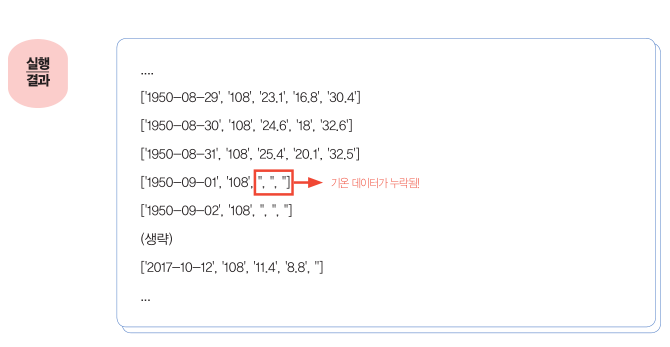 실행
결과
....
['1950-08-29', '108', '23.1', '16.8', '30.4']
['1950-08-30', '108', '24.6', '18', '32.6']
['1950-08-31', '108', '25.4', '20.1', '32.5']
['1950-09-01', '108', '', '', ''] 기온 데이터가 누락됨!
['1950-09-02', '108', '', '', '']
(생략)
['2017-10-12', '108', '11.4', '8.8', '']
...